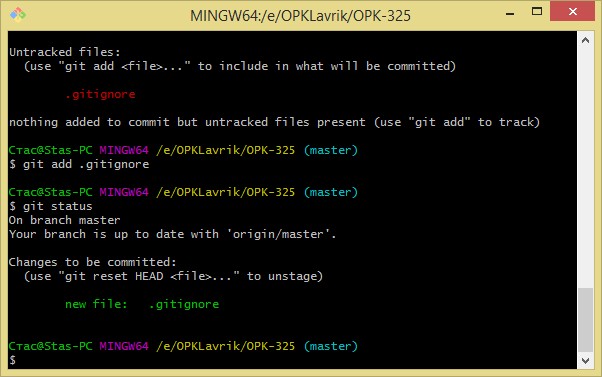 MINGW64:/e/OPKLavrik/OPK-325
Untracked files:
  (use "git add <file>..." to include in what will be committed)
        .gitignore
nothing added to commit but untracked files present (use "git add" to track)
Стас@Stas-PC MINGW64 /e/OPKLavrik/OPK-325 (master)
$ git add .gitignore
Стас@Stas-PC MINGW64 /e/OPKLavrik/OPK-325 (master)
$ git status
On branch master
Your branch is up to date with 'origin/master'.
Changes to be committed:
  (use "git reset HEAD <file>..." to unstage)
        new file:   .gitignore
Стас@Stas-PC MINGW64 /e/OPKLavrik/OPK-325 (master)
$